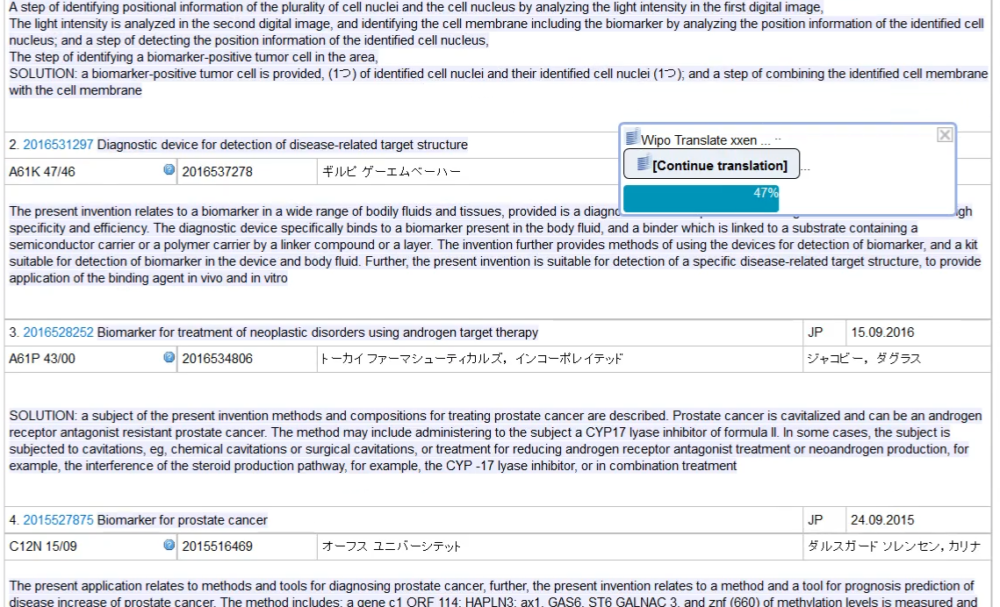 A step of identifying positional information of the plurality of cell nuclei and the cell nucleus by analyzing the light intensity in the first digital image,
The light intensity is analyzed in the second digital image, and identifying the cell membrane including the biomarker by analyzing the position information of the identified cell
nucleus; and a step of detecting the position information of the identified cell nucleus,
The step of identifying a biomarker-positive tumor cell in the area,
SOLUTION: a biomarker-positive tumor cell is provided, (1つ) of identified cell nuclei and their identified cell nuclei (1つ); and a step of combining the identified cell membrane
with the cell membrane
2. 2016531297 Diagnostic device for detection of disease-related target structure
Wipo Translate xxen ... ..
[Continue translation] ...
47%
A61K 47/46 2016537278 ギルピ ゲーエムベーハー
The present invention relates to a biomarker in a wide range of bodily fluids and tissues, provided is a diagn
specificity and efficiency. The diagnostic device specifically binds to a biomarker present in the body fluid, and a binder which is linked to a substrate containing a
semiconductor carrier or a polymer carrier by a linker compound or a layer. The invention further provides methods of using the devices for detection of biomarker, and a kit
suitable for detection of biomarker in the device and body fluid. Further, the present invention is suitable for detection of a specific disease-related target structure, to provide
application of the binding agent in vivo and in vitro
3. 2016528252 Biomarker for treatment of neoplastic disorders using androgen target therapy JP 15.09.2016
A61P 43/00 2016534806 トーカイ ファーマシューティカルズ, インコーポレイテッド ジャコビー, ダグラス
SOLUTION: a subject of the present invention methods and compositions for treating prostate cancer are described. Prostate cancer is cavitalized and can be an androgen
receptor antagonist resistant prostate cancer. The method may include administering to the subject a CYP17 lyase inhibitor of formula II. In some cases, the subject is
subjected to cavitations, eg, chemical cavitations or surgical cavitations, or treatment for reducing androgen receptor antagonist treatment or neoandrogen production, for
example, the interference of the steroid production pathway, for example, the CYP -17 lyase inhibitor, or in combination treatment
4. 2015527875 Biomarker for prostate cancer JP 24.09.2015
C12N 15/09 2015516469 オーフス ユニバーシテット ダルスガード ソレンセン, カリナ
The present application relates to methods and tools for diagnosing prostate cancer, further, the present invention relates to a method and a tool for prognosis prediction of
disease increase of prostate cancer. The method includes: a gene c1 ORF 114; HAPLN3; ax1, GAS6, ST6 GALNAC 3, and znf (660) of methylation levels is measured and